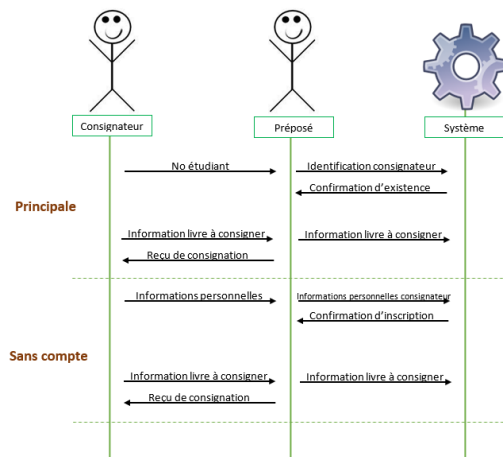 Consignateur
Préposé
Système
No étudiant
Identification consignateur
Confirmation d'existence
Principale
Information livre à consigner
Information livre à consigner
Reçu de consignation
Informations personnelles
Informations personnelles consignateur
Confirmation d'inscription
Sans compte
Information livre à consigner
Information livre à consigner
Reçu de consignation